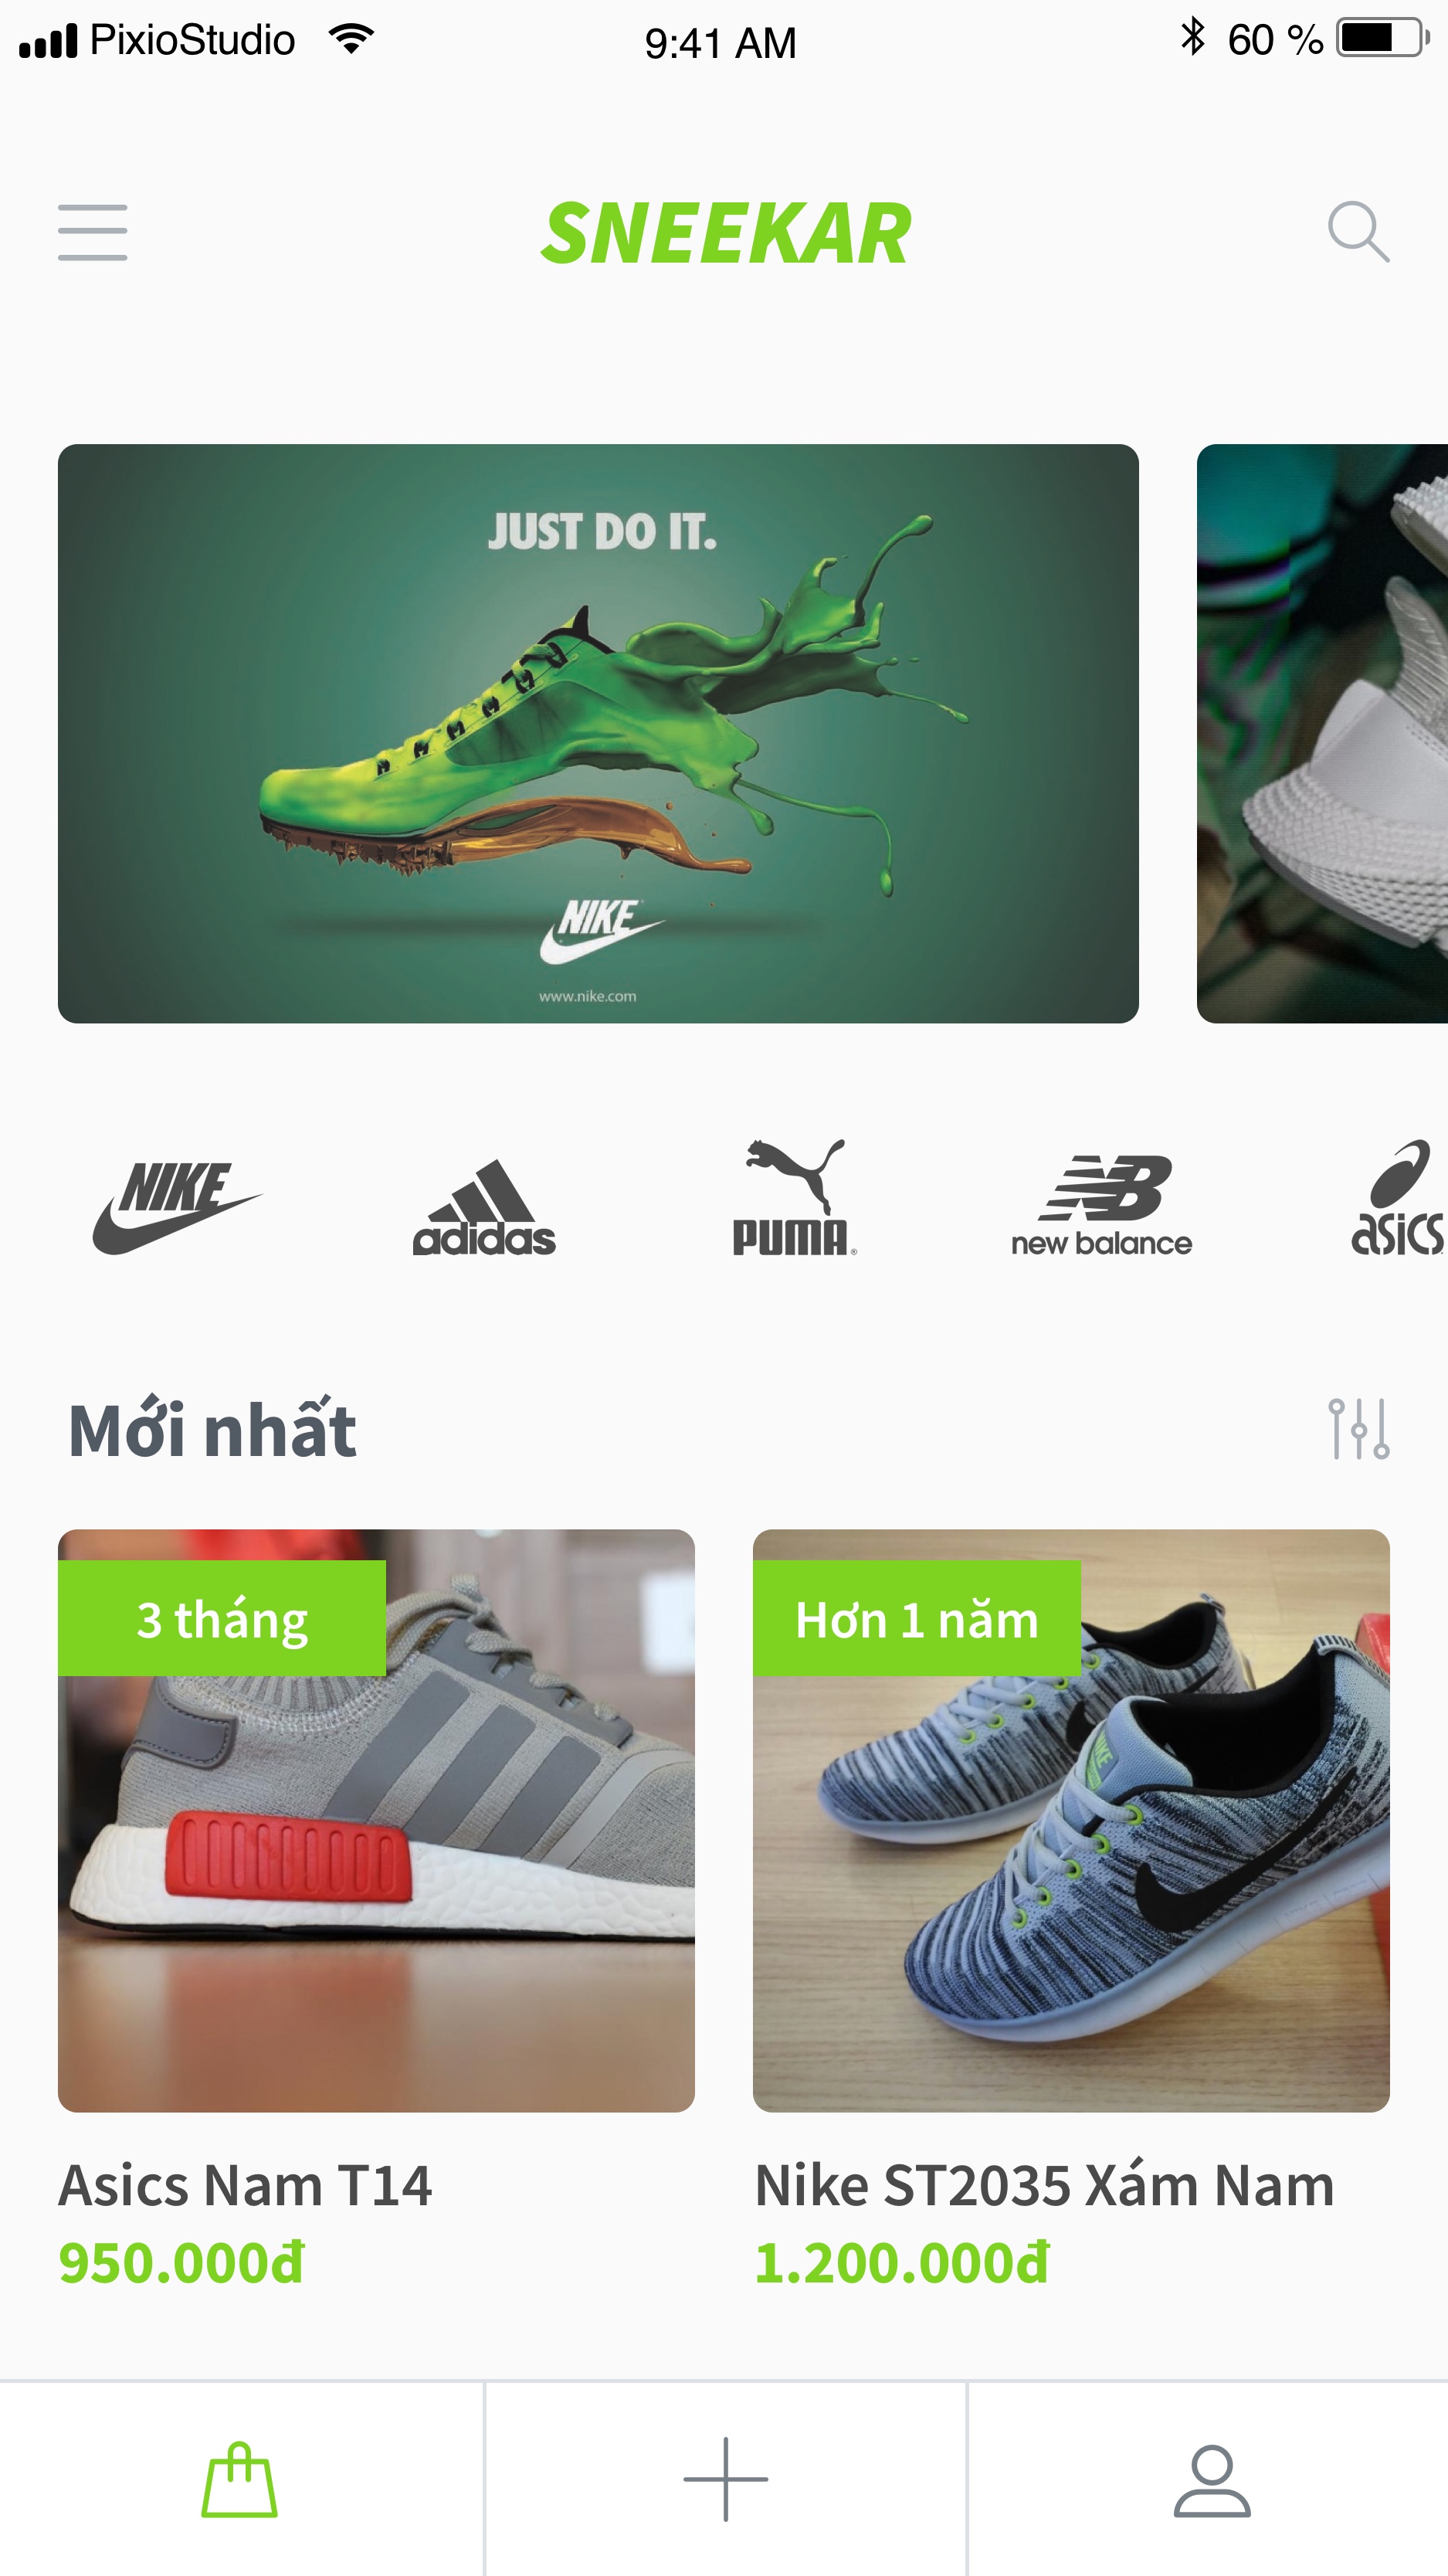 PixioStudio 9:41 AM 60 %
SNEEKAR
JUST DO IT.
NIKE
www.nike.com
NIKE adidas PUMA® new balance asics
Mới nhất
3 tháng Hơn 1 năm
NIKE
Asics Nam T14 Nike ST2035 Xám Nam
950.000đ 1.200.000đ